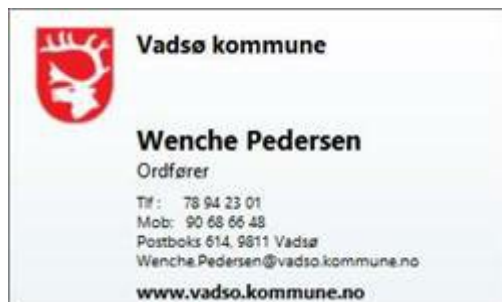 Vadsø kommune
Wenche Pedersen
Ordfører
Tlf: 78 94 23 01
Mob: 90 68 66 48
Postboks 614, 9811 Vadsø
Wenche.Pedersen@vadso.kommune.no
www.vadso.kommune.no